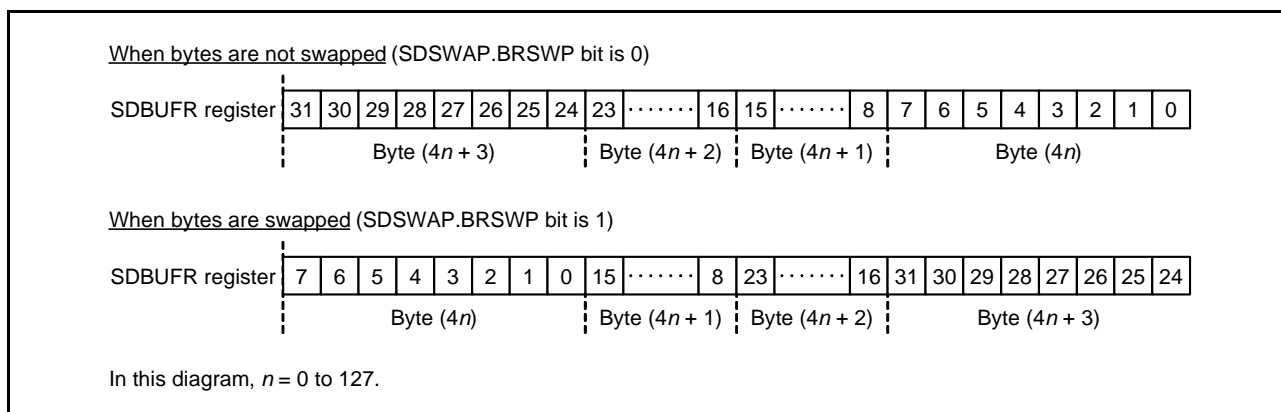 When bytes are not swapped (SDSWAP.BRSWP bit is 0)
SDBUFR register 31 30 29 28 27 26 25 24 23 ······· 16 15 ······· 8 7 6 5 4 3 2 1 0
Byte (4n + 3) Byte (4n + 2) Byte (4n + 1) Byte (4n)
When bytes are swapped (SDSWAP.BRSWP bit is 1)
SDBUFR register 7 6 5 4 3 2 1 0 15 ······· 8 23 ······· 16 31 30 29 28 27 26 25 24
Byte (4n) Byte (4n + 1) Byte (4n + 2) Byte (4n + 3)
In this diagram, n = 0 to 127.